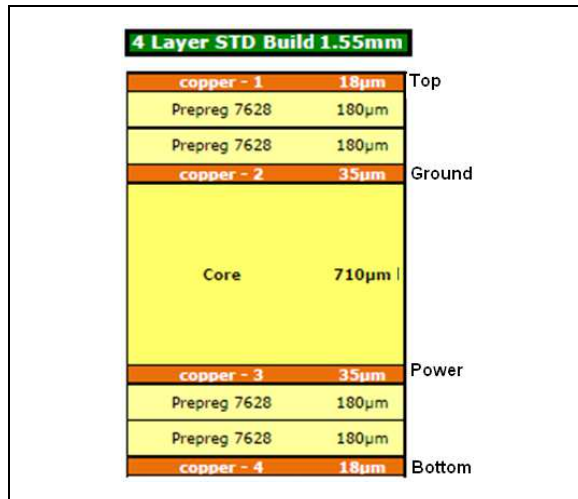 4 Layer STD Build 1.55mm
copper - 1 18µm Top
Prepreg 7628 180µm
Prepreg 7628 180µm
copper - 2 35µm Ground
Core 710µm
copper - 3 35µm Power
Prepreg 7628 180µm
Prepreg 7628 180µm
copper - 4 18µm Bottom